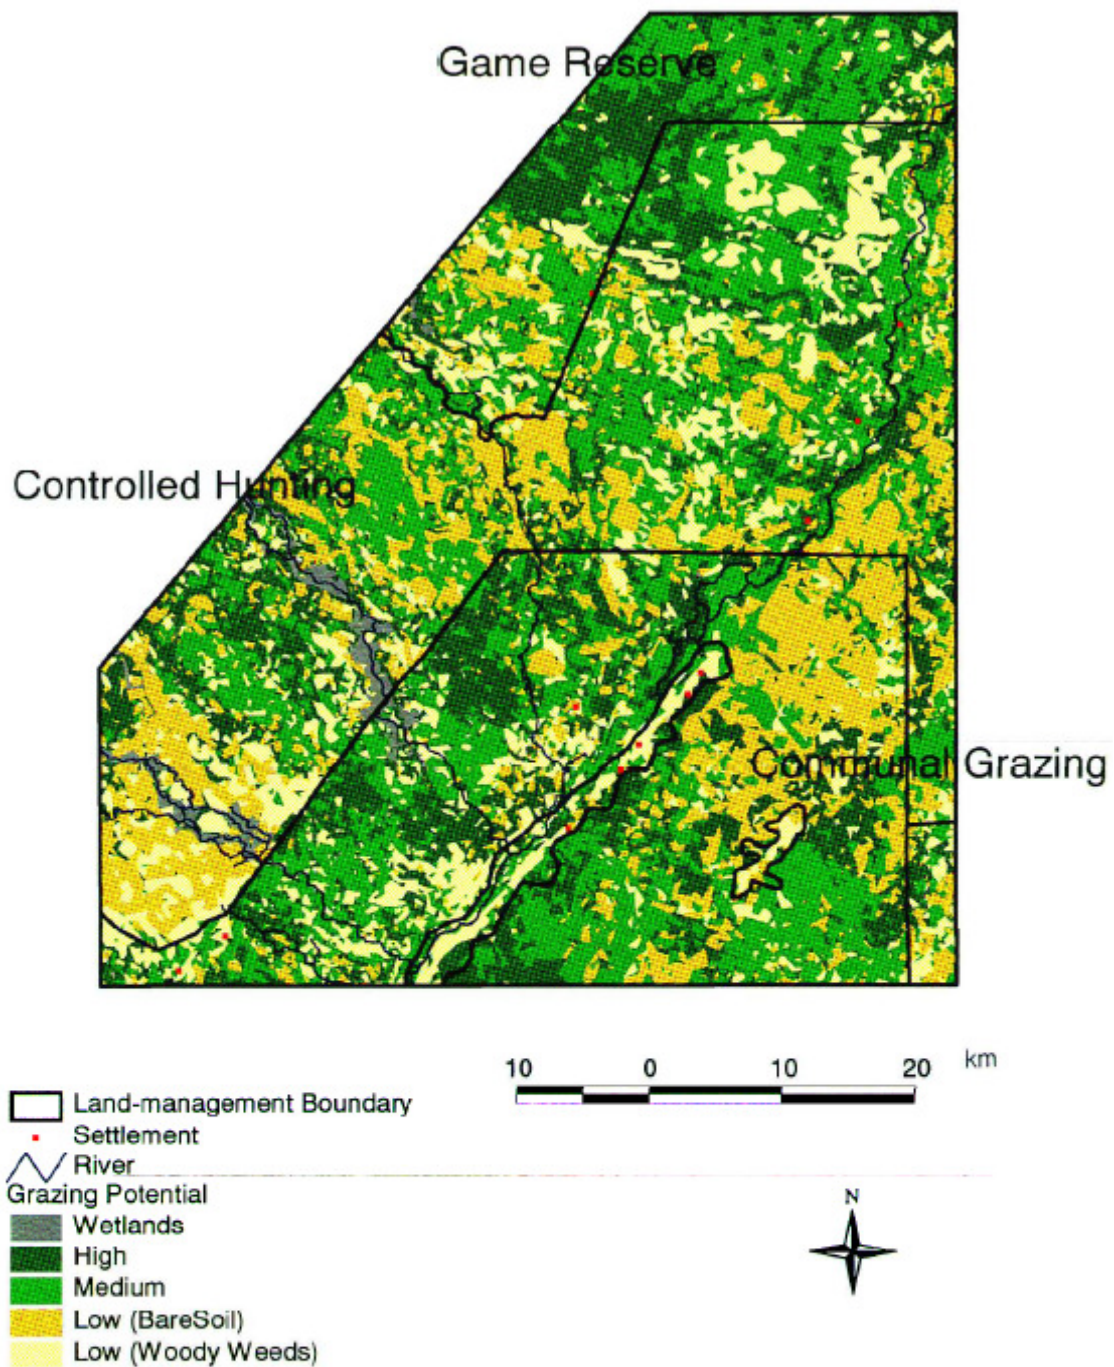 Game Reserve
Controlled Hunting
Communal Grazing
10 0 10 20 km
Land-management Boundary
Settlement
River
Grazing Potential
Wetlands
High
Medium
Low (BareSoil)
Low (Woody Weeds)
N